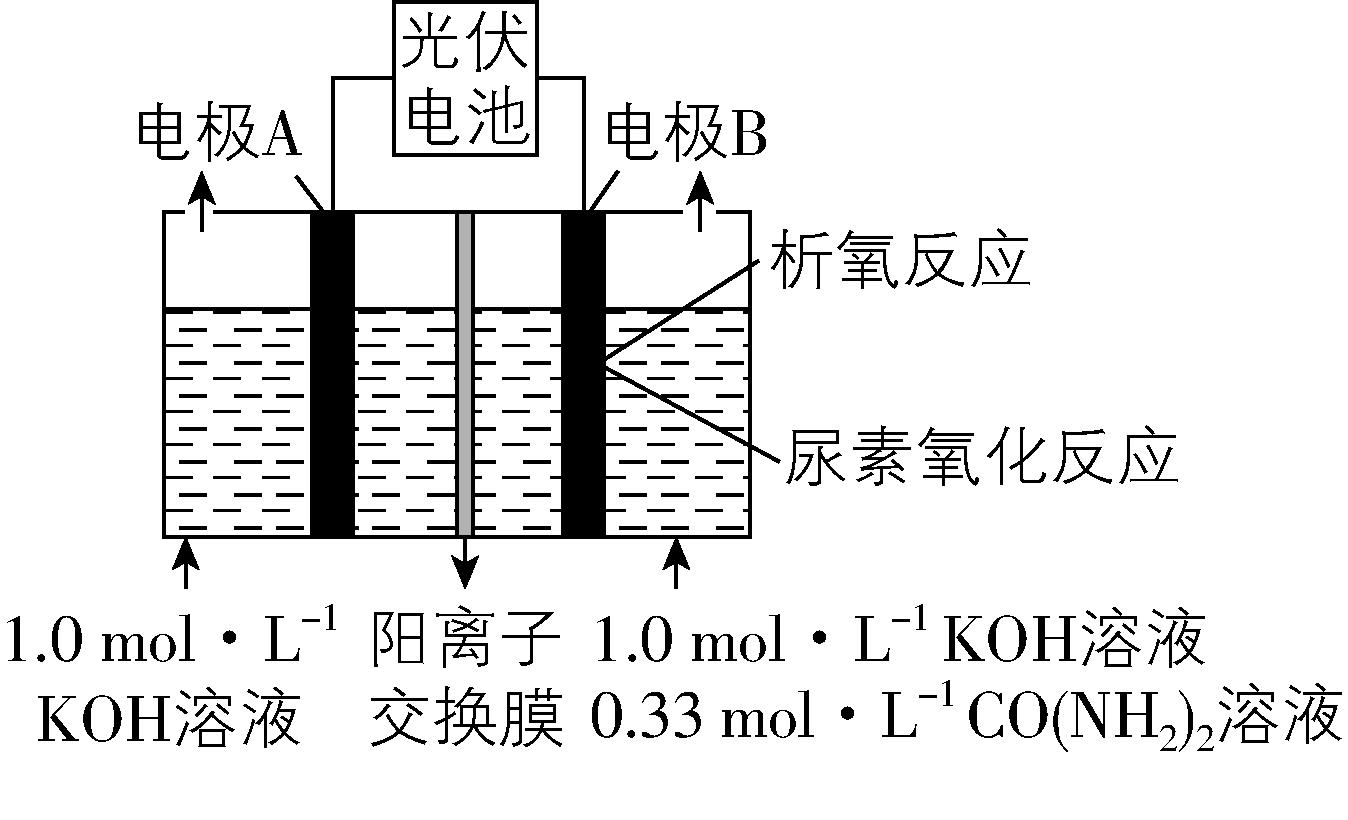 光伏
电池
电极A
电极B
析氧反应
尿素氧化反应
1.0 mol·L⁻¹
KOH溶液
阳离子
交换膜
1.0 mol·L⁻¹ KOH溶液
0.33 mol·L⁻¹ CO(NH₂)₂溶液